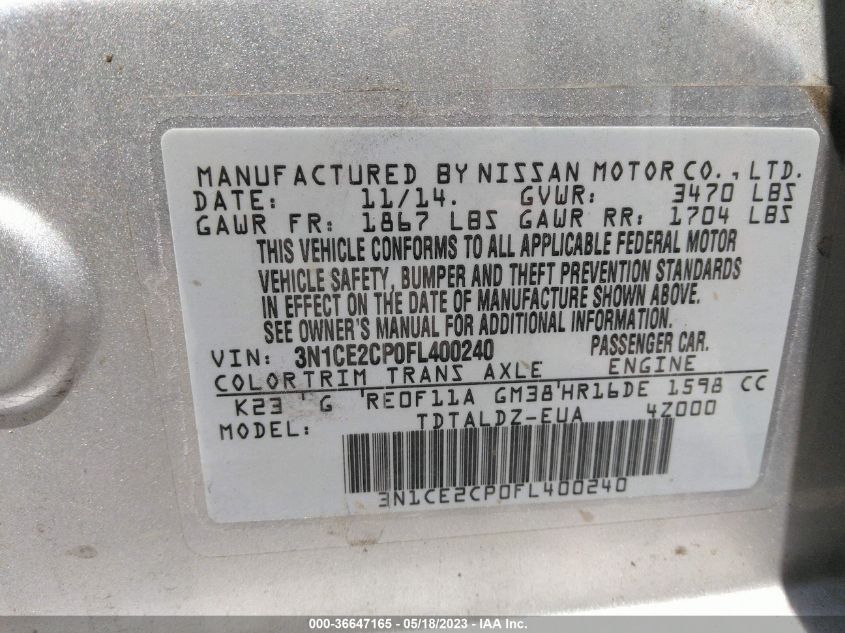 MANUFACTURED BY NISSAN MOTOR CO., LTD.
DATE: 11/14. GVWR: 3470 LBS
GAWR FR: 1867 LBS GAWR RR: 1704 LBS
THIS VEHICLE CONFORMS TO ALL APPLICABLE FEDERAL MOTOR
VEHICLE SAFETY, BUMPER AND THEFT PREVENTION STANDARDS
IN EFFECT ON THE DATE OF MANUFACTURE SHOWN ABOVE.
SEE OWNER'S MANUAL FOR ADDITIONAL INFORMATION.
VIN: 3N1CE2CP0FL400240 PASSENGER CAR.
COLORTRIM TRANS AXLE ENGINE
K23 'G 'RE0F11A GM38'HR16DE 1598 CC
MODEL: TDTALDZ-EUA 4Z000
3N1CE2CP0FL400240
000-36647165 / 05/18/2023 / IAA Inc.